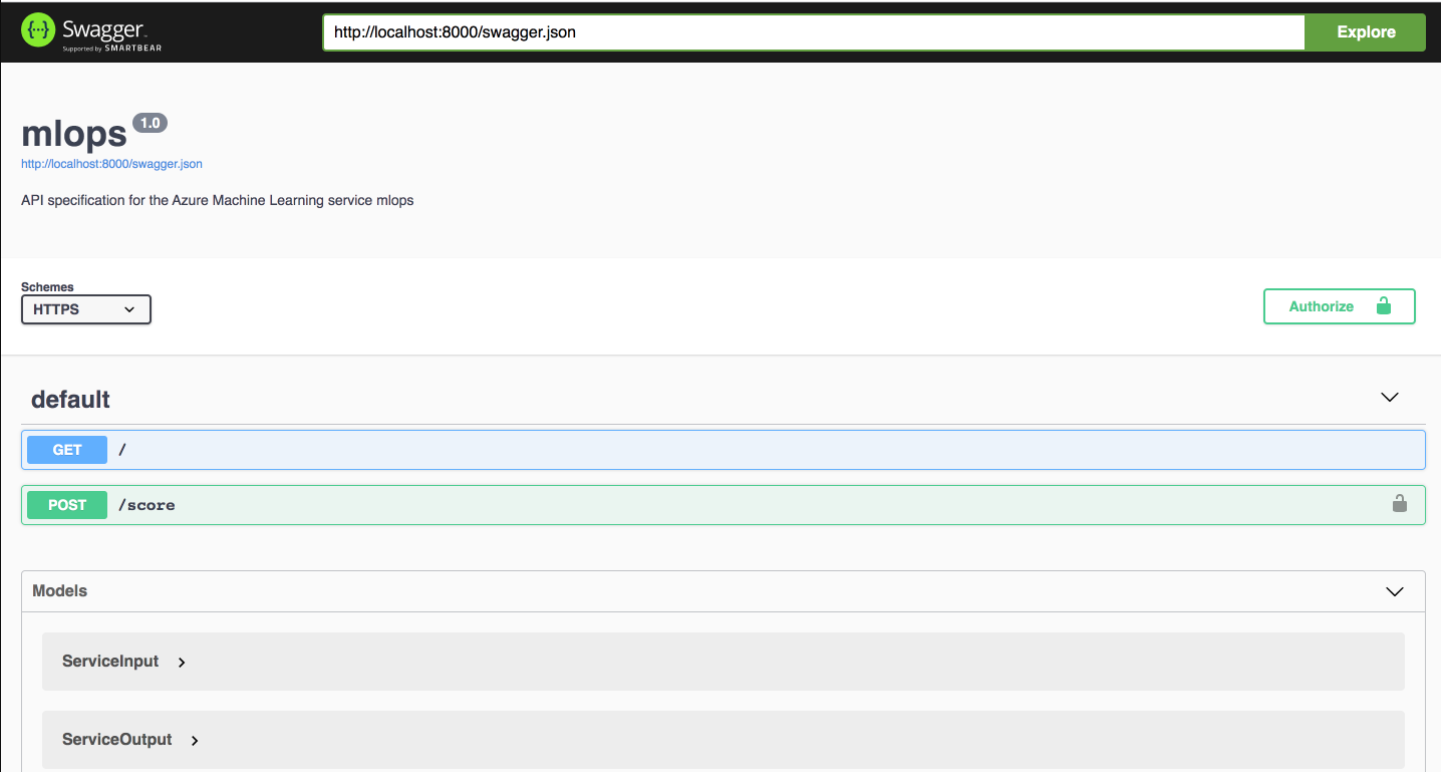 Swagger
Supported by SMARTBEAR
http://localhost:8000/swagger.json
Explore
mlops 1.0
http://localhost:8000/swagger.json
API specification for the Azure Machine Learning service mlops
Schemes
HTTPS
Authorize
default
GET /
POST /score
Models
ServiceInput
ServiceOutput